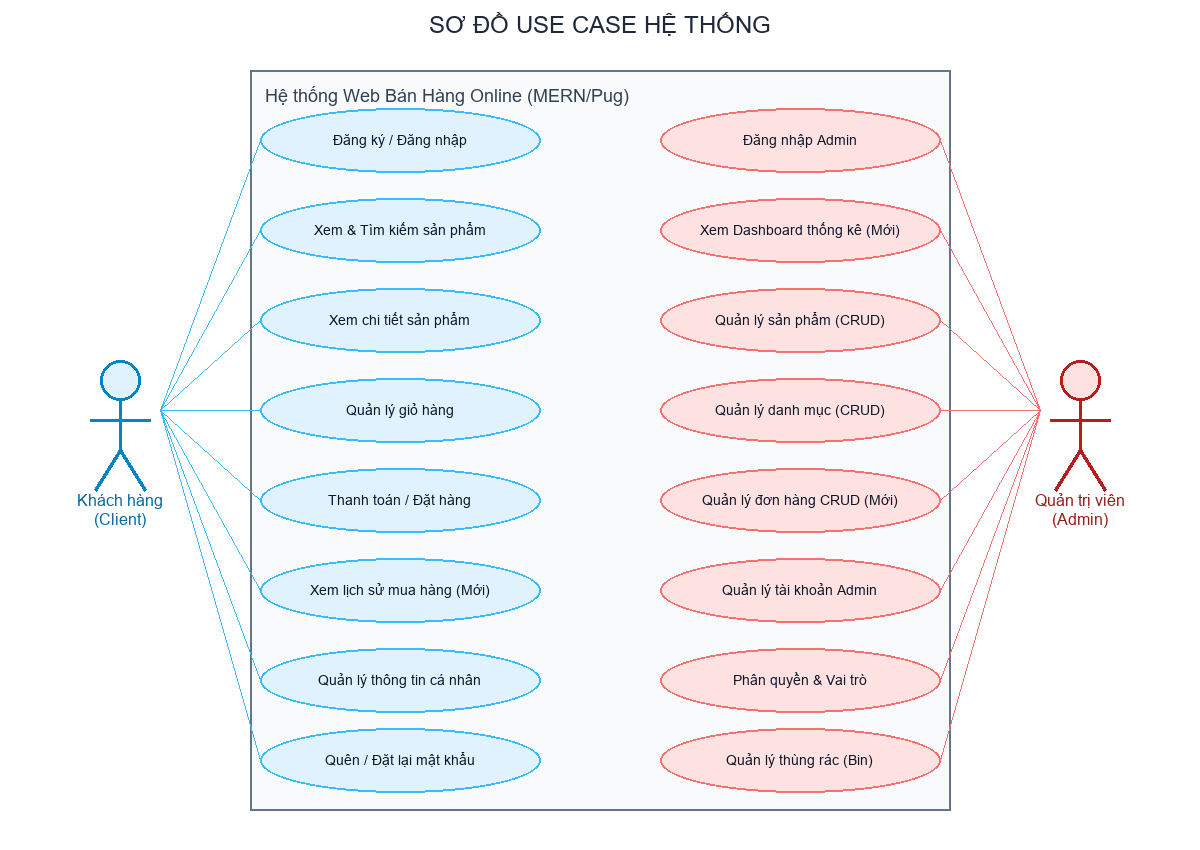 SƠ ĐỒ USE CASE HỆ THỐNG
Hệ thống Web Bán Hàng Online (MERN/Pug)
Đăng ký / Đăng nhập
Đăng nhập Admin
Xem & Tìm kiếm sản phẩm
Xem Dashboard thống kê (Mới)
Xem chi tiết sản phẩm
Quản lý sản phẩm (CRUD)
Quản lý giỏ hàng
Quản lý danh mục (CRUD)
Thanh toán / Đặt hàng
Quản lý đơn hàng CRUD (Mới)
Khách hàng
(Client)
Quản trị viên
(Admin)
Xem lịch sử mua hàng (Mới)
Quản lý tài khoản Admin
Quản lý thông tin cá nhân
Phân quyền & Vai trò
Quên / Đặt lại mật khẩu
Quản lý thùng rác (Bin)